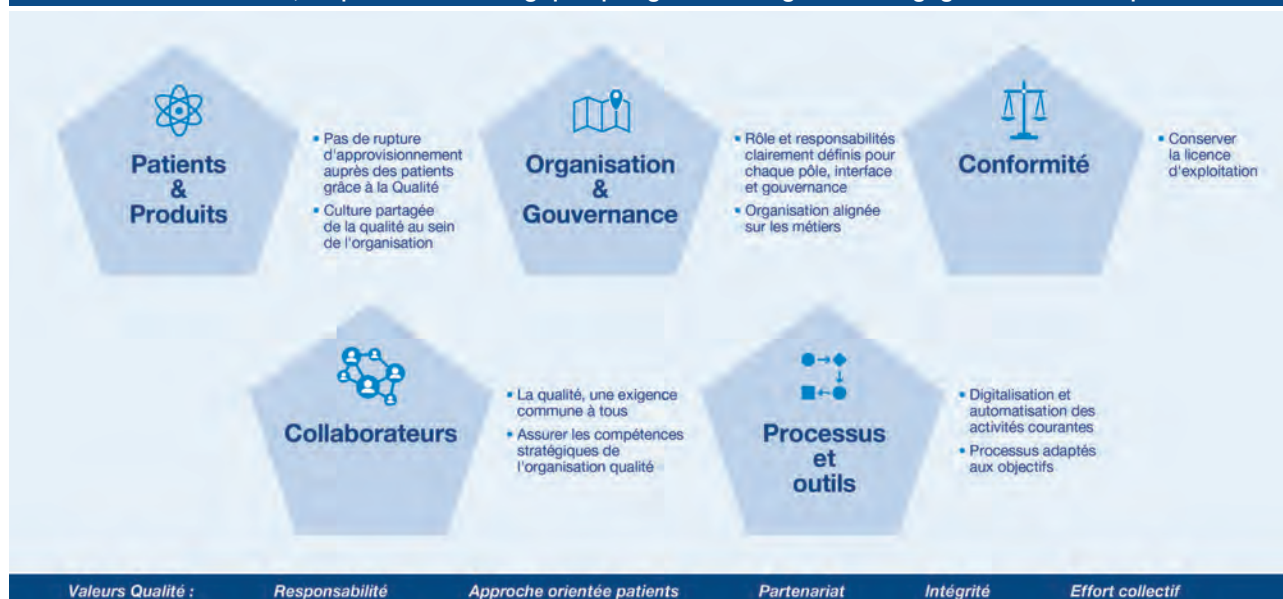 Patients
&
Produits
• Pas de rupture
d'approvisionnement
auprès des patients
grâce à la Qualité
• Culture partagée
de la qualité au sein
de l'organisation
Organisation
&
Gouvernance
• Rôle et responsabilités
clairement définis pour
chaque pôle, interface
et gouvernance
• Organisation alignée
sur les métiers
Conformité
• Conserver
la licence
d'exploitation
Collaborateurs
• La qualité, une exigence
commune à tous
• Assurer les compétences
stratégiques de
l'organisation qualité
Processus
et
outils
• Digitalisation et
automatisation des
activités courantes
• Processus adaptés
aux objectifs
Valeurs Qualité : Responsabilité Approche orientée patients Partenariat Intégrité Effort collectif